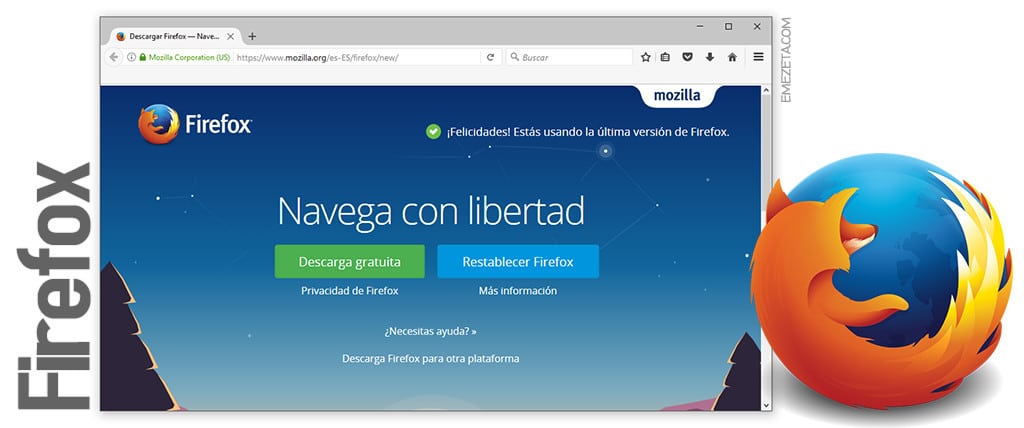 Firefox
Descargar Firefox — Nave...
Mozilla Corporation (US)
https://www.mozilla.org/es-ES/firefox/new/
Buscar
EMEZETA.COM
mozilla
Firefox
¡Felicidades! Estás usando la última versión de Firefox.
Navega con libertad
Descarga gratuita
Restablecer Firefox
Privacidad de Firefox
Más información
¿Necesitas ayuda? »
Descarga Firefox para otra plataforma